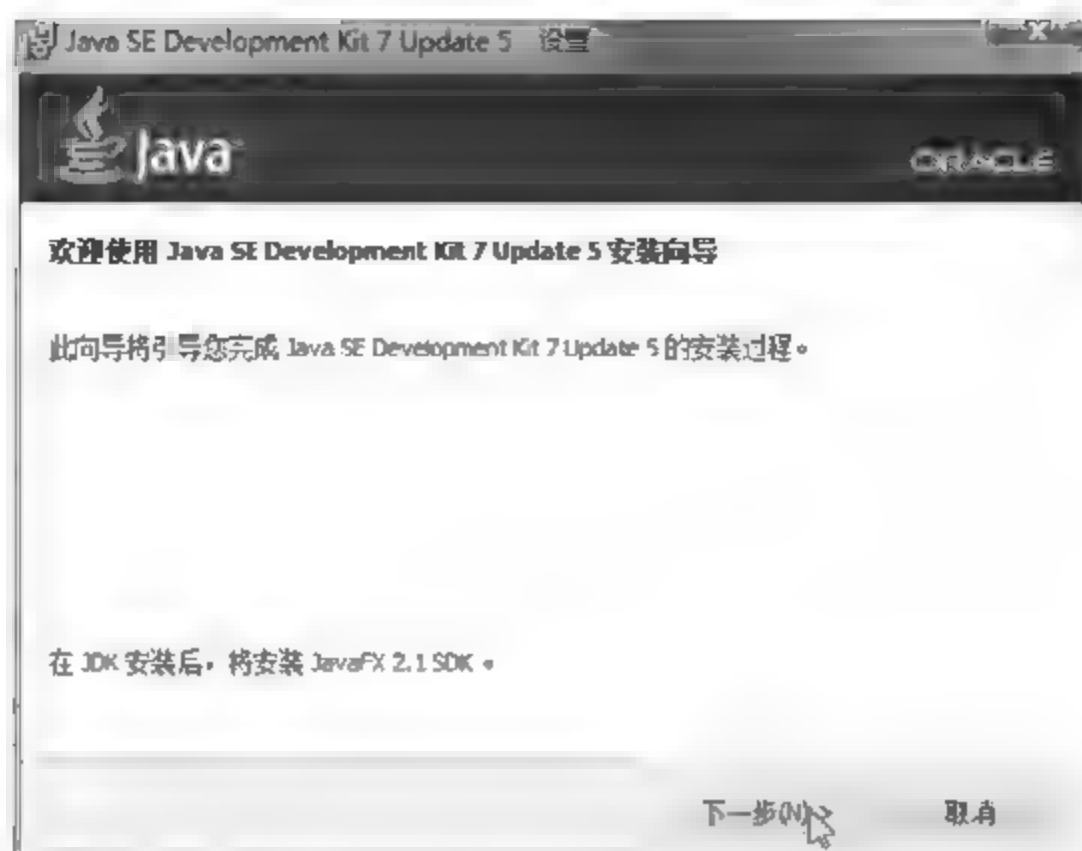 Java SE Development Kit 7 Update 5 设置
Java
ORACLE
欢迎使用 Java SE Development Kit 7 Update 5 安装向导
此向导将引导您完成 Java SE Development Kit 7 Update 5 的安装过程。
在 JDK 安装后，将安装 JavaFX 2.1 SDK。
下一步(N) >
取消